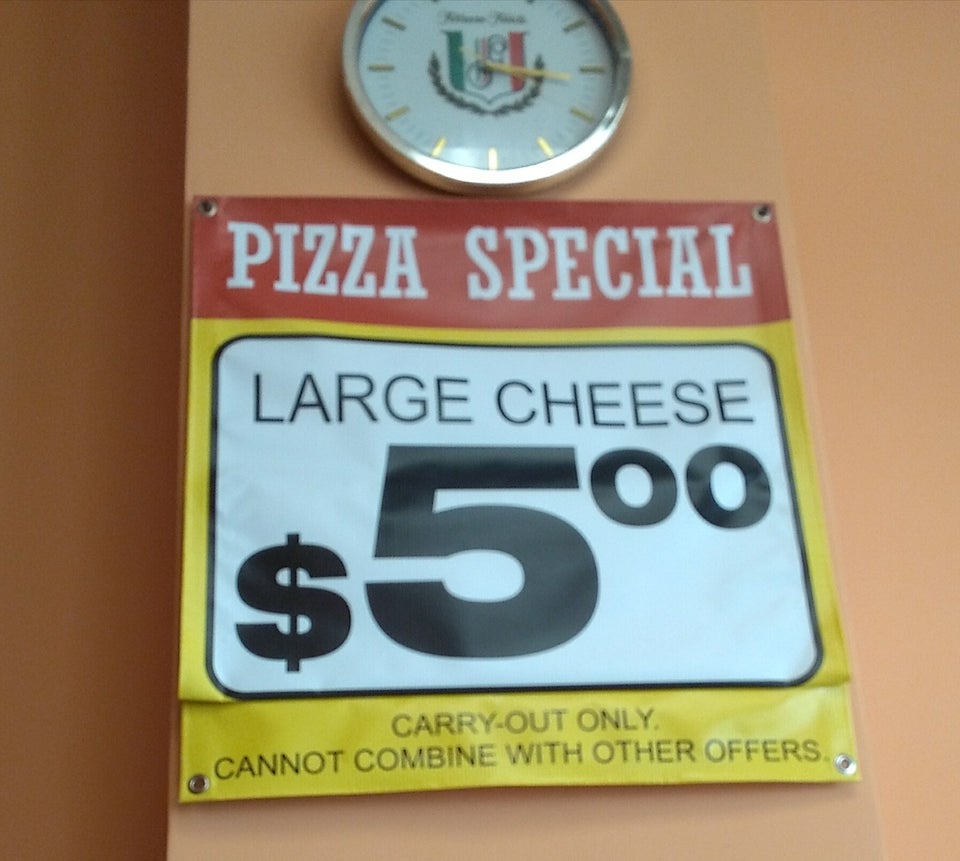 PIZZA SPECIAL
LARGE CHEESE
$500
CARRY-OUT ONLY.
CANNOT COMBINE WITH OTHER OFFERS.